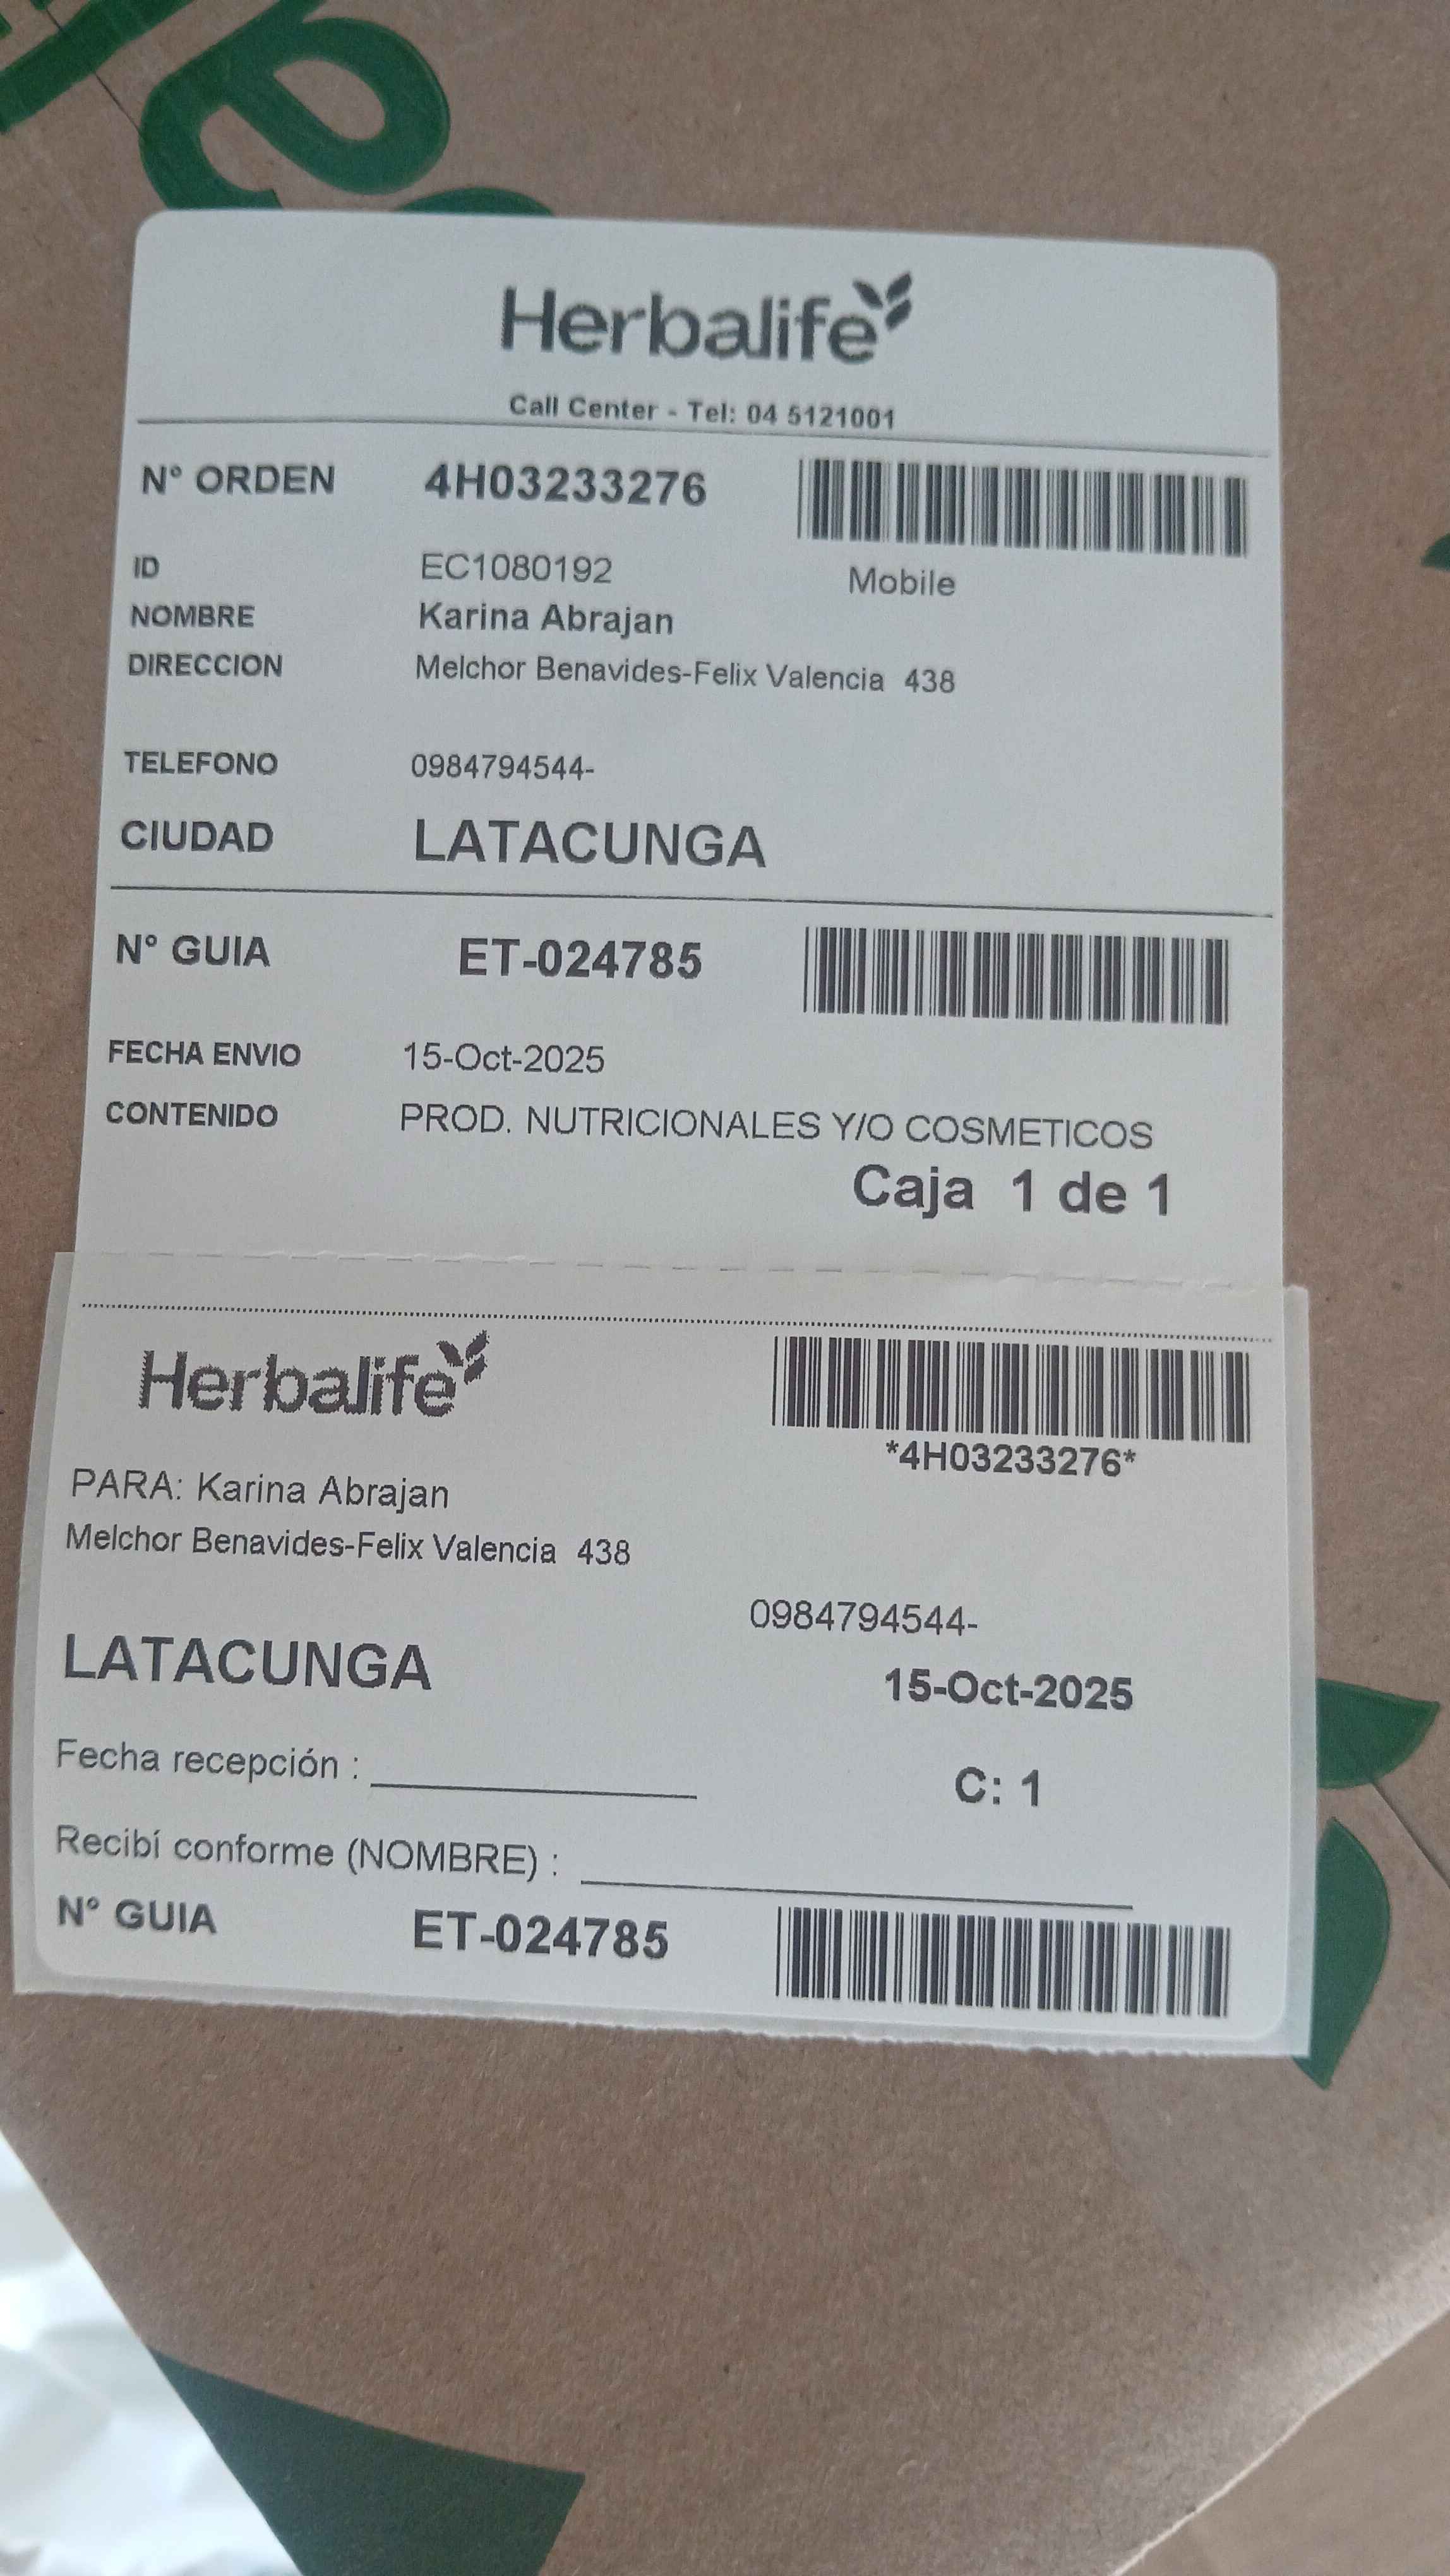 Herbalife
Call Center - Tel: 04 5121001
N° ORDEN 4H03233276
ID EC1080192 Mobile
NOMBRE Karina Abrajan
DIRECCION Melchor Benavides-Felix Valencia 438
TELEFONO 0984794544-
CIUDAD LATACUNGA
N° GUIA ET-024785
FECHA ENVIO 15-Oct-2025
CONTENIDO PROD. NUTRICIONALES Y/O COSMETICOS
Caja 1 de 1
Herbalife
*4H03233276*
PARA: Karina Abrajan
Melchor Benavides-Felix Valencia 438
0984794544-
LATACUNGA
15-Oct-2025
Fecha recepción :
C: 1
Recibí conforme (NOMBRE) :
N° GUIA ET-024785